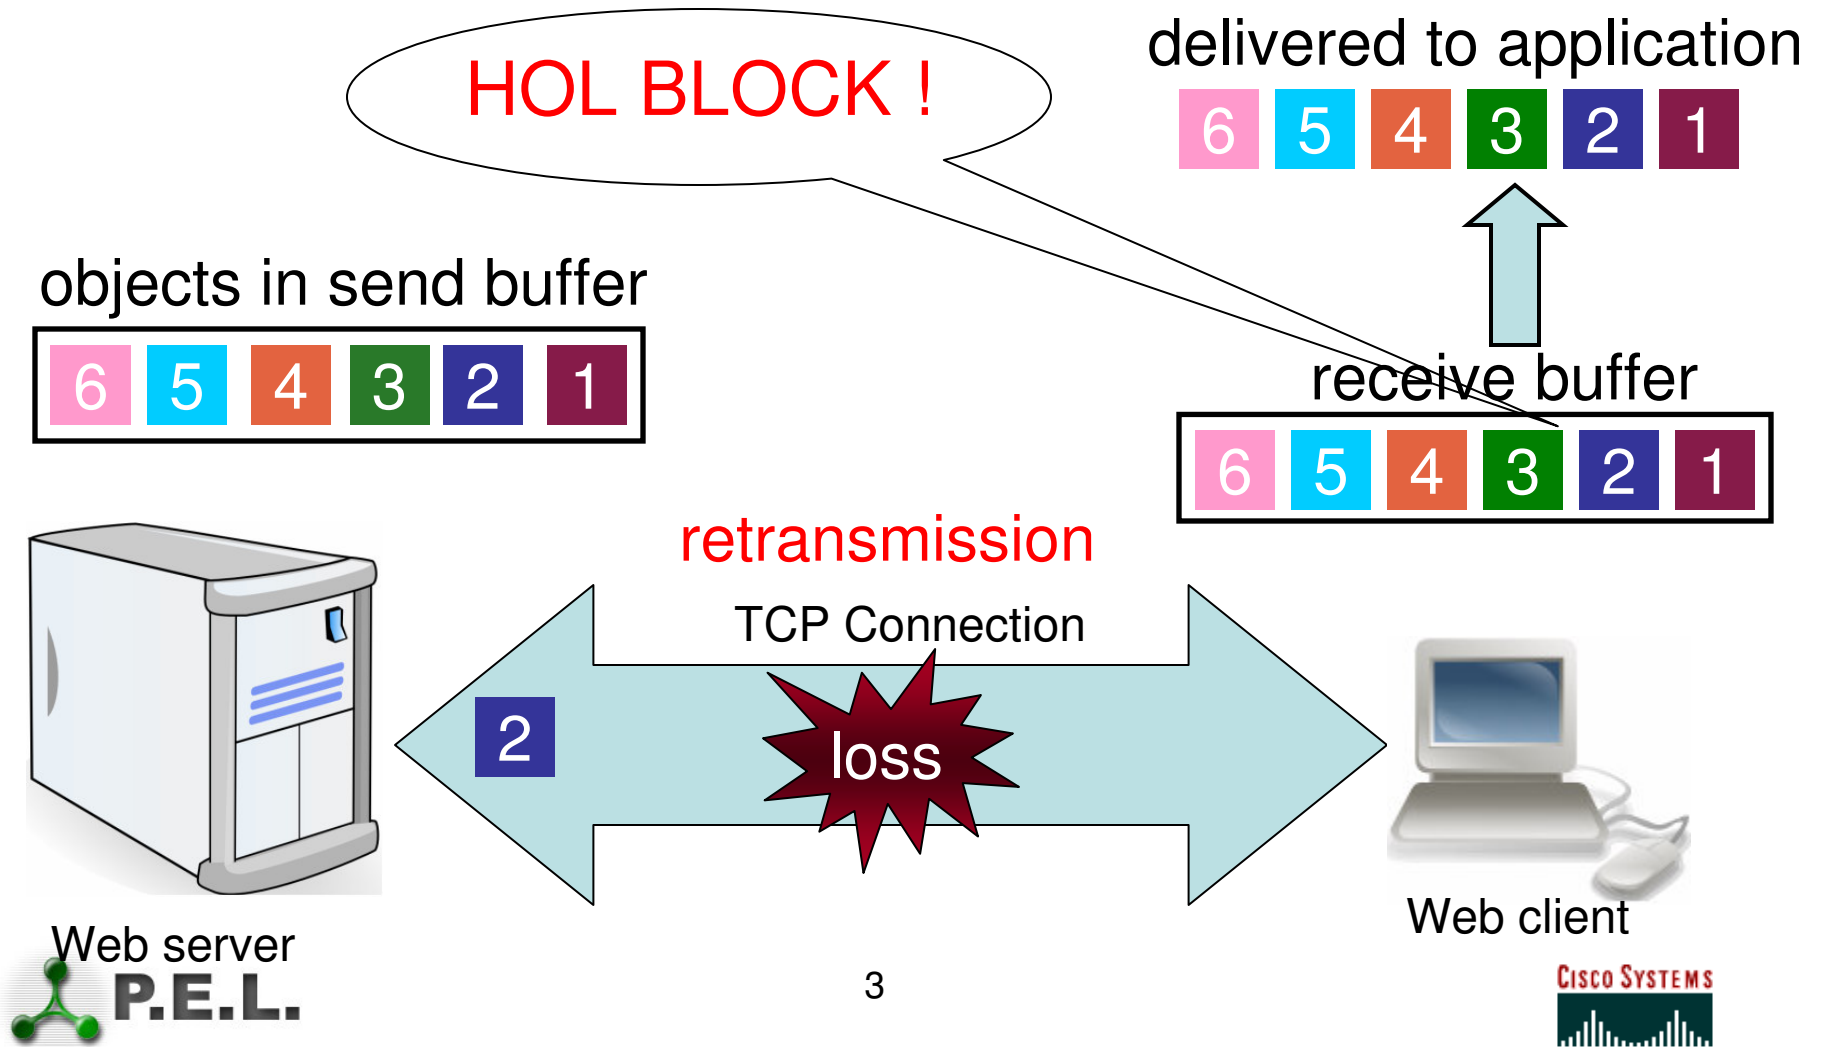 HOL BLOCK !
delivered to application
6 5 4 3 2 1
objects in send buffer
6 5 4 3 2 1
receive buffer
6 5 4 3 2 1
retransmission
TCP Connection
2
loss
Web server
Web client
P.E.L.
3
CISCO SYSTEMS